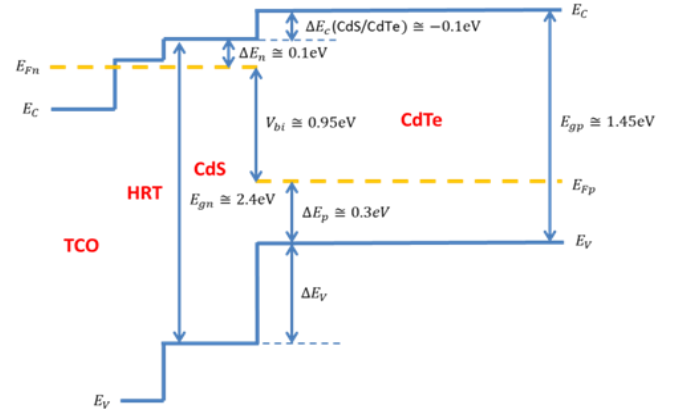 E_C
ΔE_c(CdS/CdTe) ≅ −0.1eV
ΔE_n ≅ 0.1eV
E_Fn
E_C
V_bi ≅ 0.95eV
CdTe
E_gp ≅ 1.45eV
CdS
HRT
E_gn ≅ 2.4eV
E_Fp
ΔE_p ≅ 0.3eV
TCO
E_V
ΔE_V
E_V